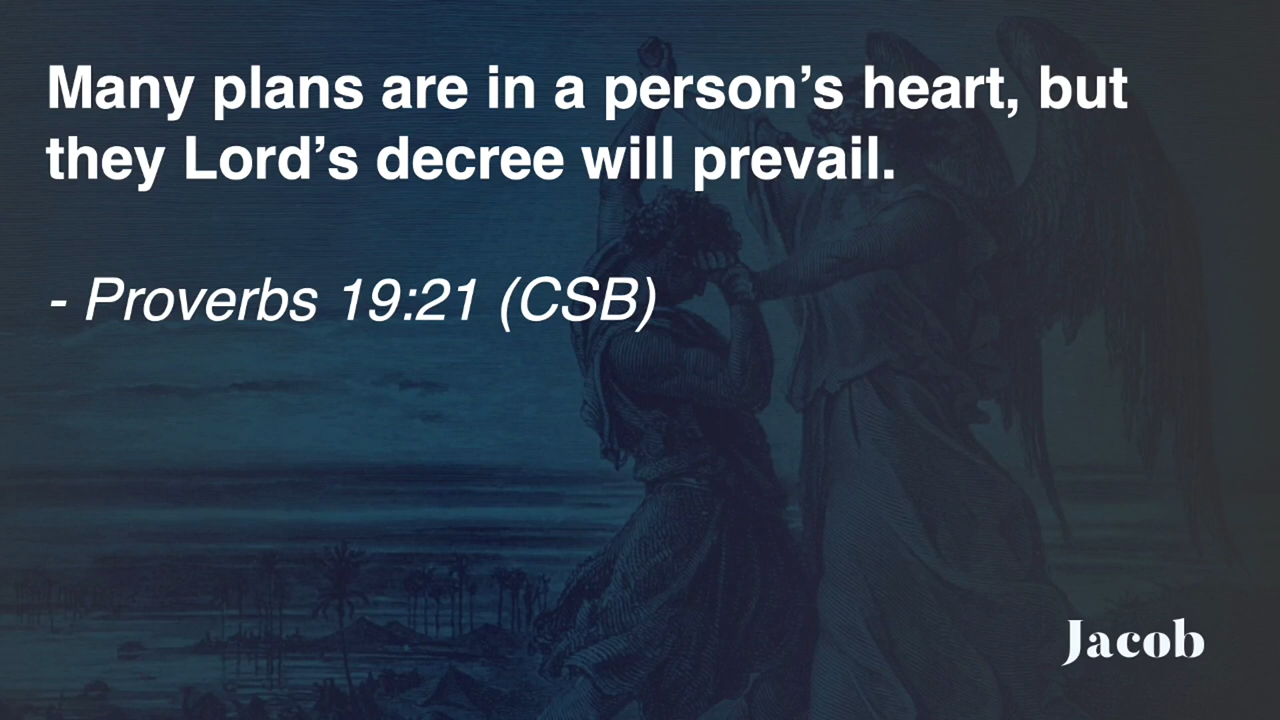 Many plans are in a person’s heart, but
they Lord’s decree will prevail.
- Proverbs 19:21 (CSB)
Jacob